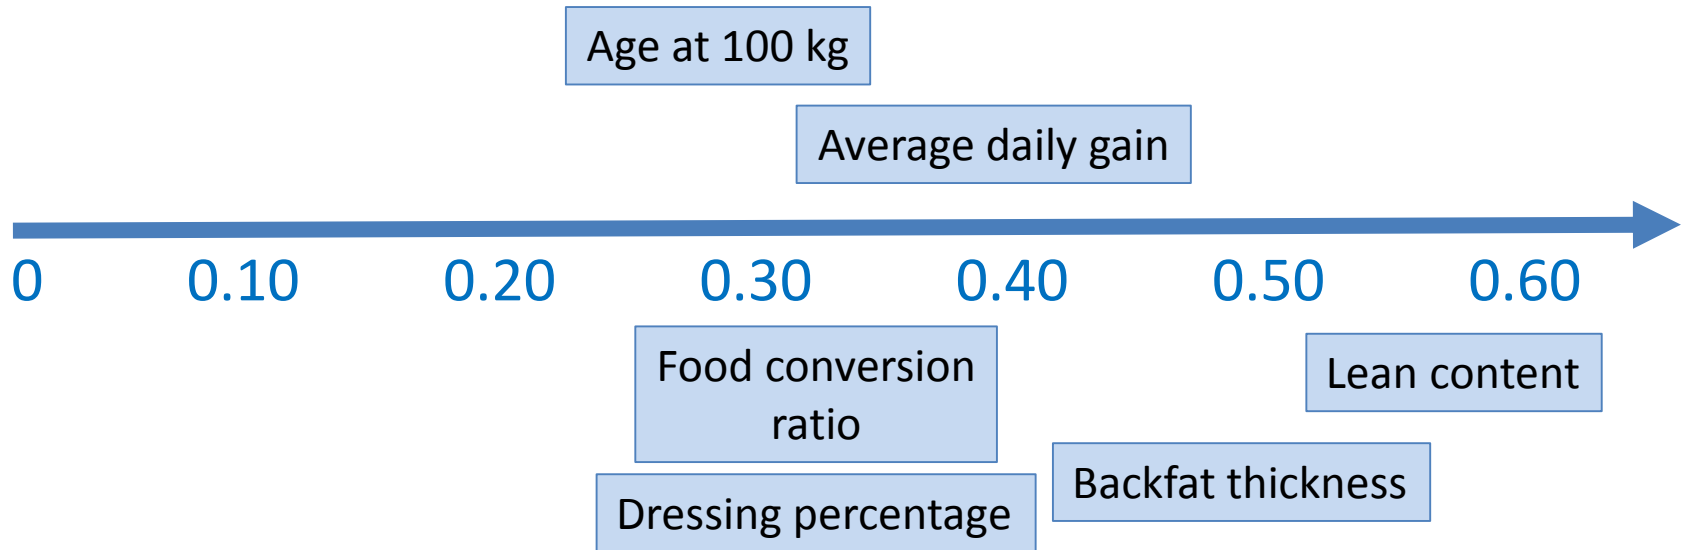 Age at 100 kg
Average daily gain
0 0.10 0.20 0.30 0.40 0.50 0.60
Food conversion
ratio
Lean content
Backfat thickness
Dressing percentage